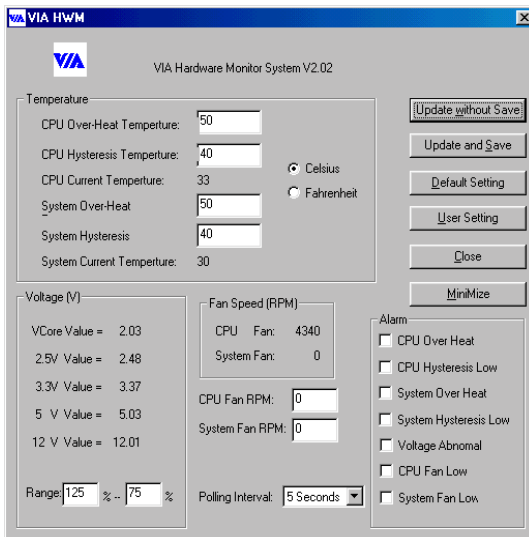 VIA VIA HWM
VIA
VIA Hardware Monitor System V2.02
Temperature
CPU Over-Heat Temperture: 50
CPU Hysteresis Temperture: 40
CPU Current Temperture: 33
System Over-Heat 50
System Hysteresis 40
System Current Temperture: 30
Celsius
Fahrenheit
Update without Save
Update and Save
Default Setting
User Setting
Close
MiniMize
Voltage (V)
VCore Value = 2.03
2.5V Value = 2.48
3.3V Value = 3.37
5 V Value = 5.03
12 V Value = 12.01
Range: 125 % -- 75 %
Fan Speed (RPM)
CPU Fan: 4340
System Fan: 0
CPU Fan RPM: 0
System Fan RPM: 0
Polling Interval: 5 Seconds
Alarm
CPU Over Heat
CPU Hysteresis Low
System Over Heat
System Hysteresis Low
Voltage Abnomal
CPU Fan Low
System Fan Low